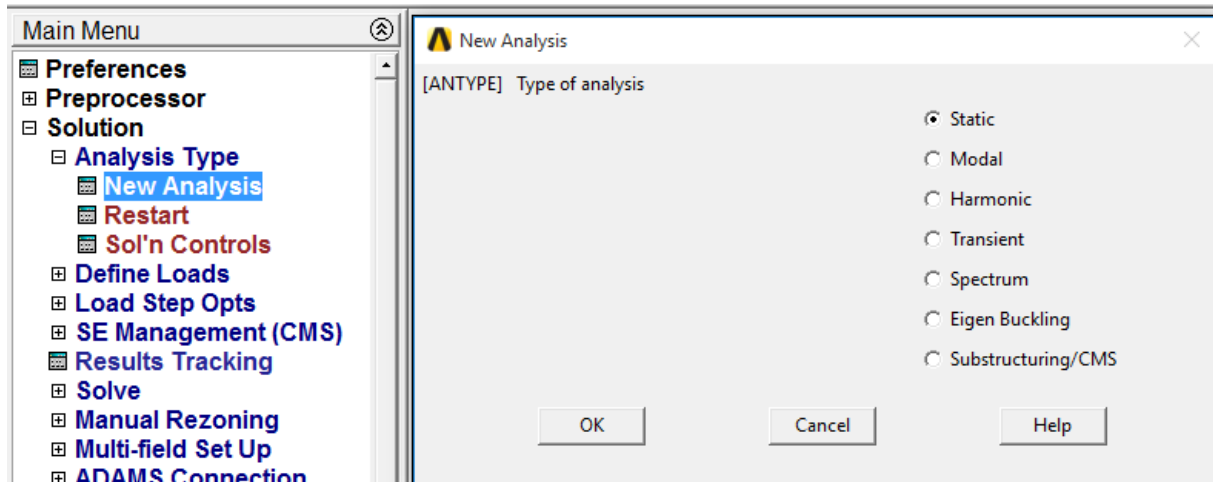 Main Menu
Preferences
Preprocessor
Solution
Analysis Type
New Analysis
Restart
Sol'n Controls
Define Loads
Load Step Opts
SE Management (CMS)
Results Tracking
Solve
Manual Rezoning
Multi-field Set Up
ADAMS Connection
New Analysis
[ANTYPE] Type of analysis
Static
Modal
Harmonic
Transient
Spectrum
Eigen Buckling
Substructuring/CMS
OK
Cancel
Help